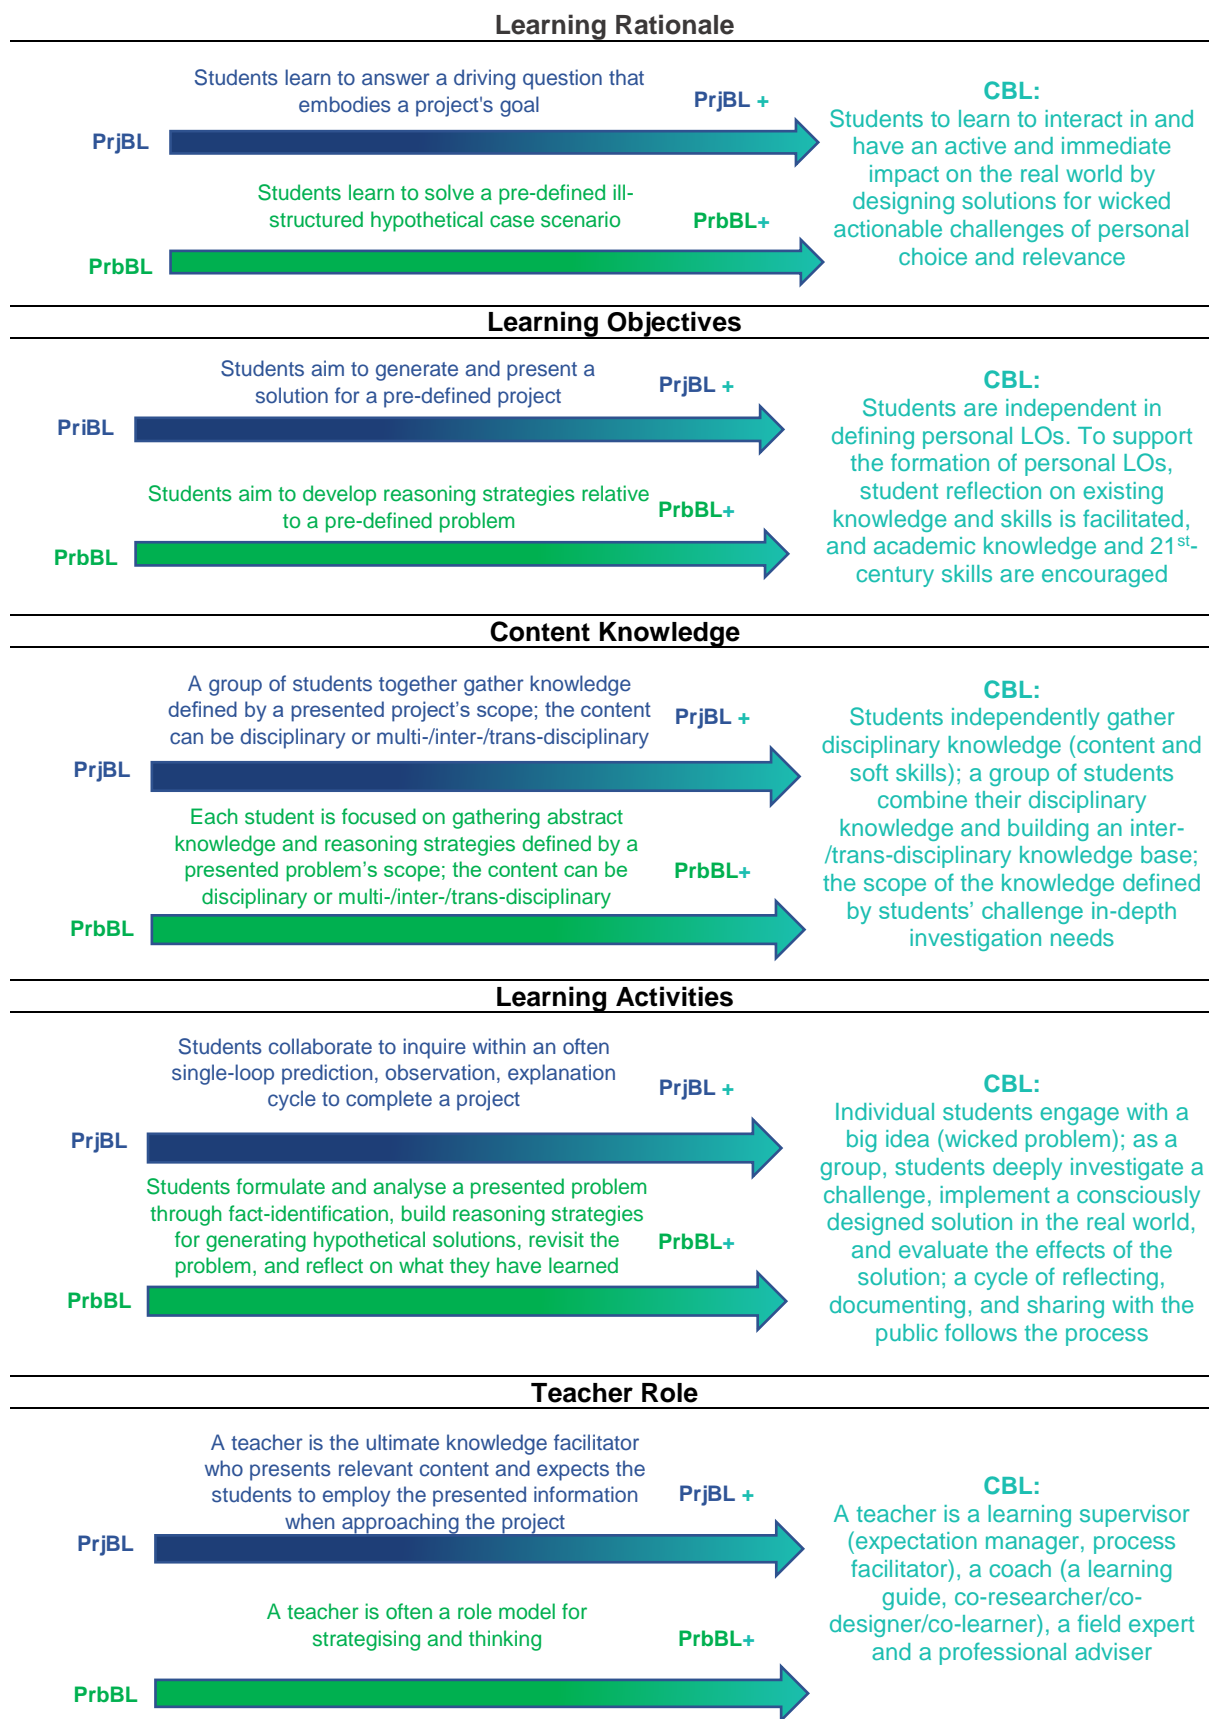 Learning Rationale
Students learn to answer a driving question that
embodies a project's goal
PrjBL +
PrjBL
Students learn to solve a pre-defined ill-
structured hypothetical case scenario
PrbBL+
PrbBL
CBL:
Students to learn to interact in and
have an active and immediate
impact on the real world by
designing solutions for wicked
actionable challenges of personal
choice and relevance
Learning Objectives
Students aim to generate and present a
solution for a pre-defined project
PrjBL +
PriBL
Students aim to develop reasoning strategies relative
to a pre-defined problem
PrbBL+
PrbBL
CBL:
Students are independent in
defining personal LOs. To support
the formation of personal LOs,
student reflection on existing
knowledge and skills is facilitated,
and academic knowledge and 21st-
century skills are encouraged
Content Knowledge
A group of students together gather knowledge
defined by a presented project’s scope; the content
can be disciplinary or multi-/inter-/trans-disciplinary
PrjBL +
PrjBL
Each student is focused on gathering abstract
knowledge and reasoning strategies defined by a
presented problem’s scope; the content can be
disciplinary or multi-/inter-/trans-disciplinary
PrbBL+
PrbBL
CBL:
Students independently gather
disciplinary knowledge (content and
soft skills); a group of students
combine their disciplinary
knowledge and building an inter-
/trans-disciplinary knowledge base;
the scope of the knowledge defined
by students’ challenge in-depth
investigation needs
Learning Activities
Students collaborate to inquire within an often
single-loop prediction, observation, explanation
cycle to complete a project
PrjBL +
PrjBL
Students formulate and analyse a presented problem
through fact-identification, build reasoning strategies
for generating hypothetical solutions, revisit the
problem, and reflect on what they have learned
PrbBL+
PrbBL
CBL:
Individual students engage with a
big idea (wicked problem); as a
group, students deeply investigate a
challenge, implement a consciously
designed solution in the real world,
and evaluate the effects of the
solution; a cycle of reflecting,
documenting, and sharing with the
public follows the process
Teacher Role
A teacher is the ultimate knowledge facilitator
who presents relevant content and expects the
students to employ the presented information
when approaching the project
PrjBL +
PrjBL
A teacher is often a role model for
strategising and thinking
PrbBL+
PrbBL
CBL:
A teacher is a learning supervisor
(expectation manager, process
facilitator), a coach (a learning
guide, co-researcher/co-
designer/co-learner), a field expert
and a professional adviser